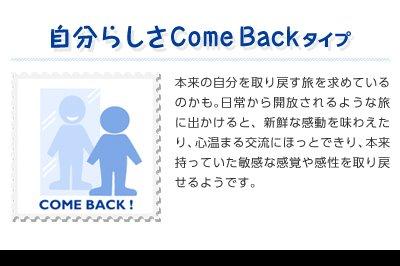 自分らしさCome Backタイプ
本来の自分を取り戻す旅を求めている
のかも。日常から開放されるような旅
に出かけると、新鮮な感動を味わえた
り、心温まる交流にほっとできり、本来
持っていた敏感な感覚や感性を取り戻
せるようです。
COME BACK!